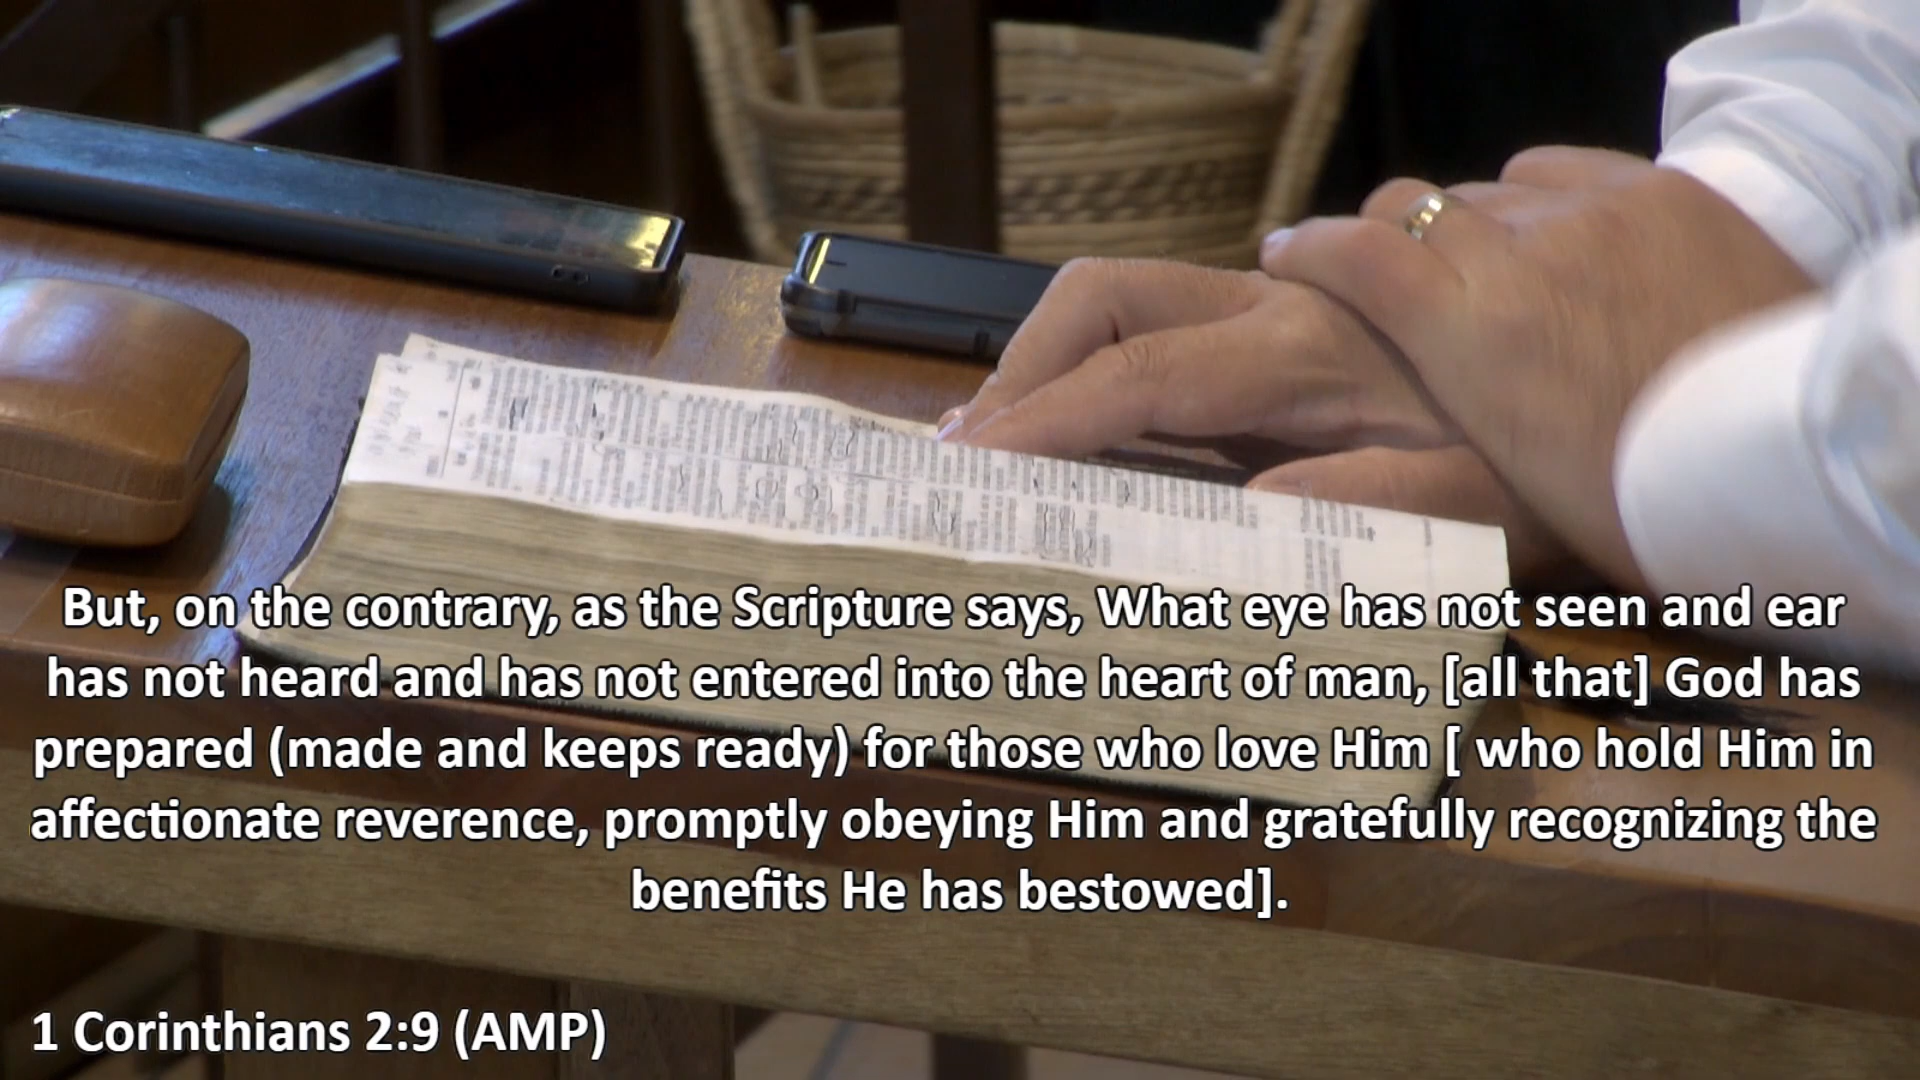 But, on the contrary, as the Scripture says, What eye has not seen and ear
has not heard and has not entered into the heart of man, [all that] God has
prepared (made and keeps ready) for those who love Him [ who hold Him in
affectionate reverence, promptly obeying Him and gratefully recognizing the
benefits He has bestowed].
1 Corinthians 2:9 (AMP)